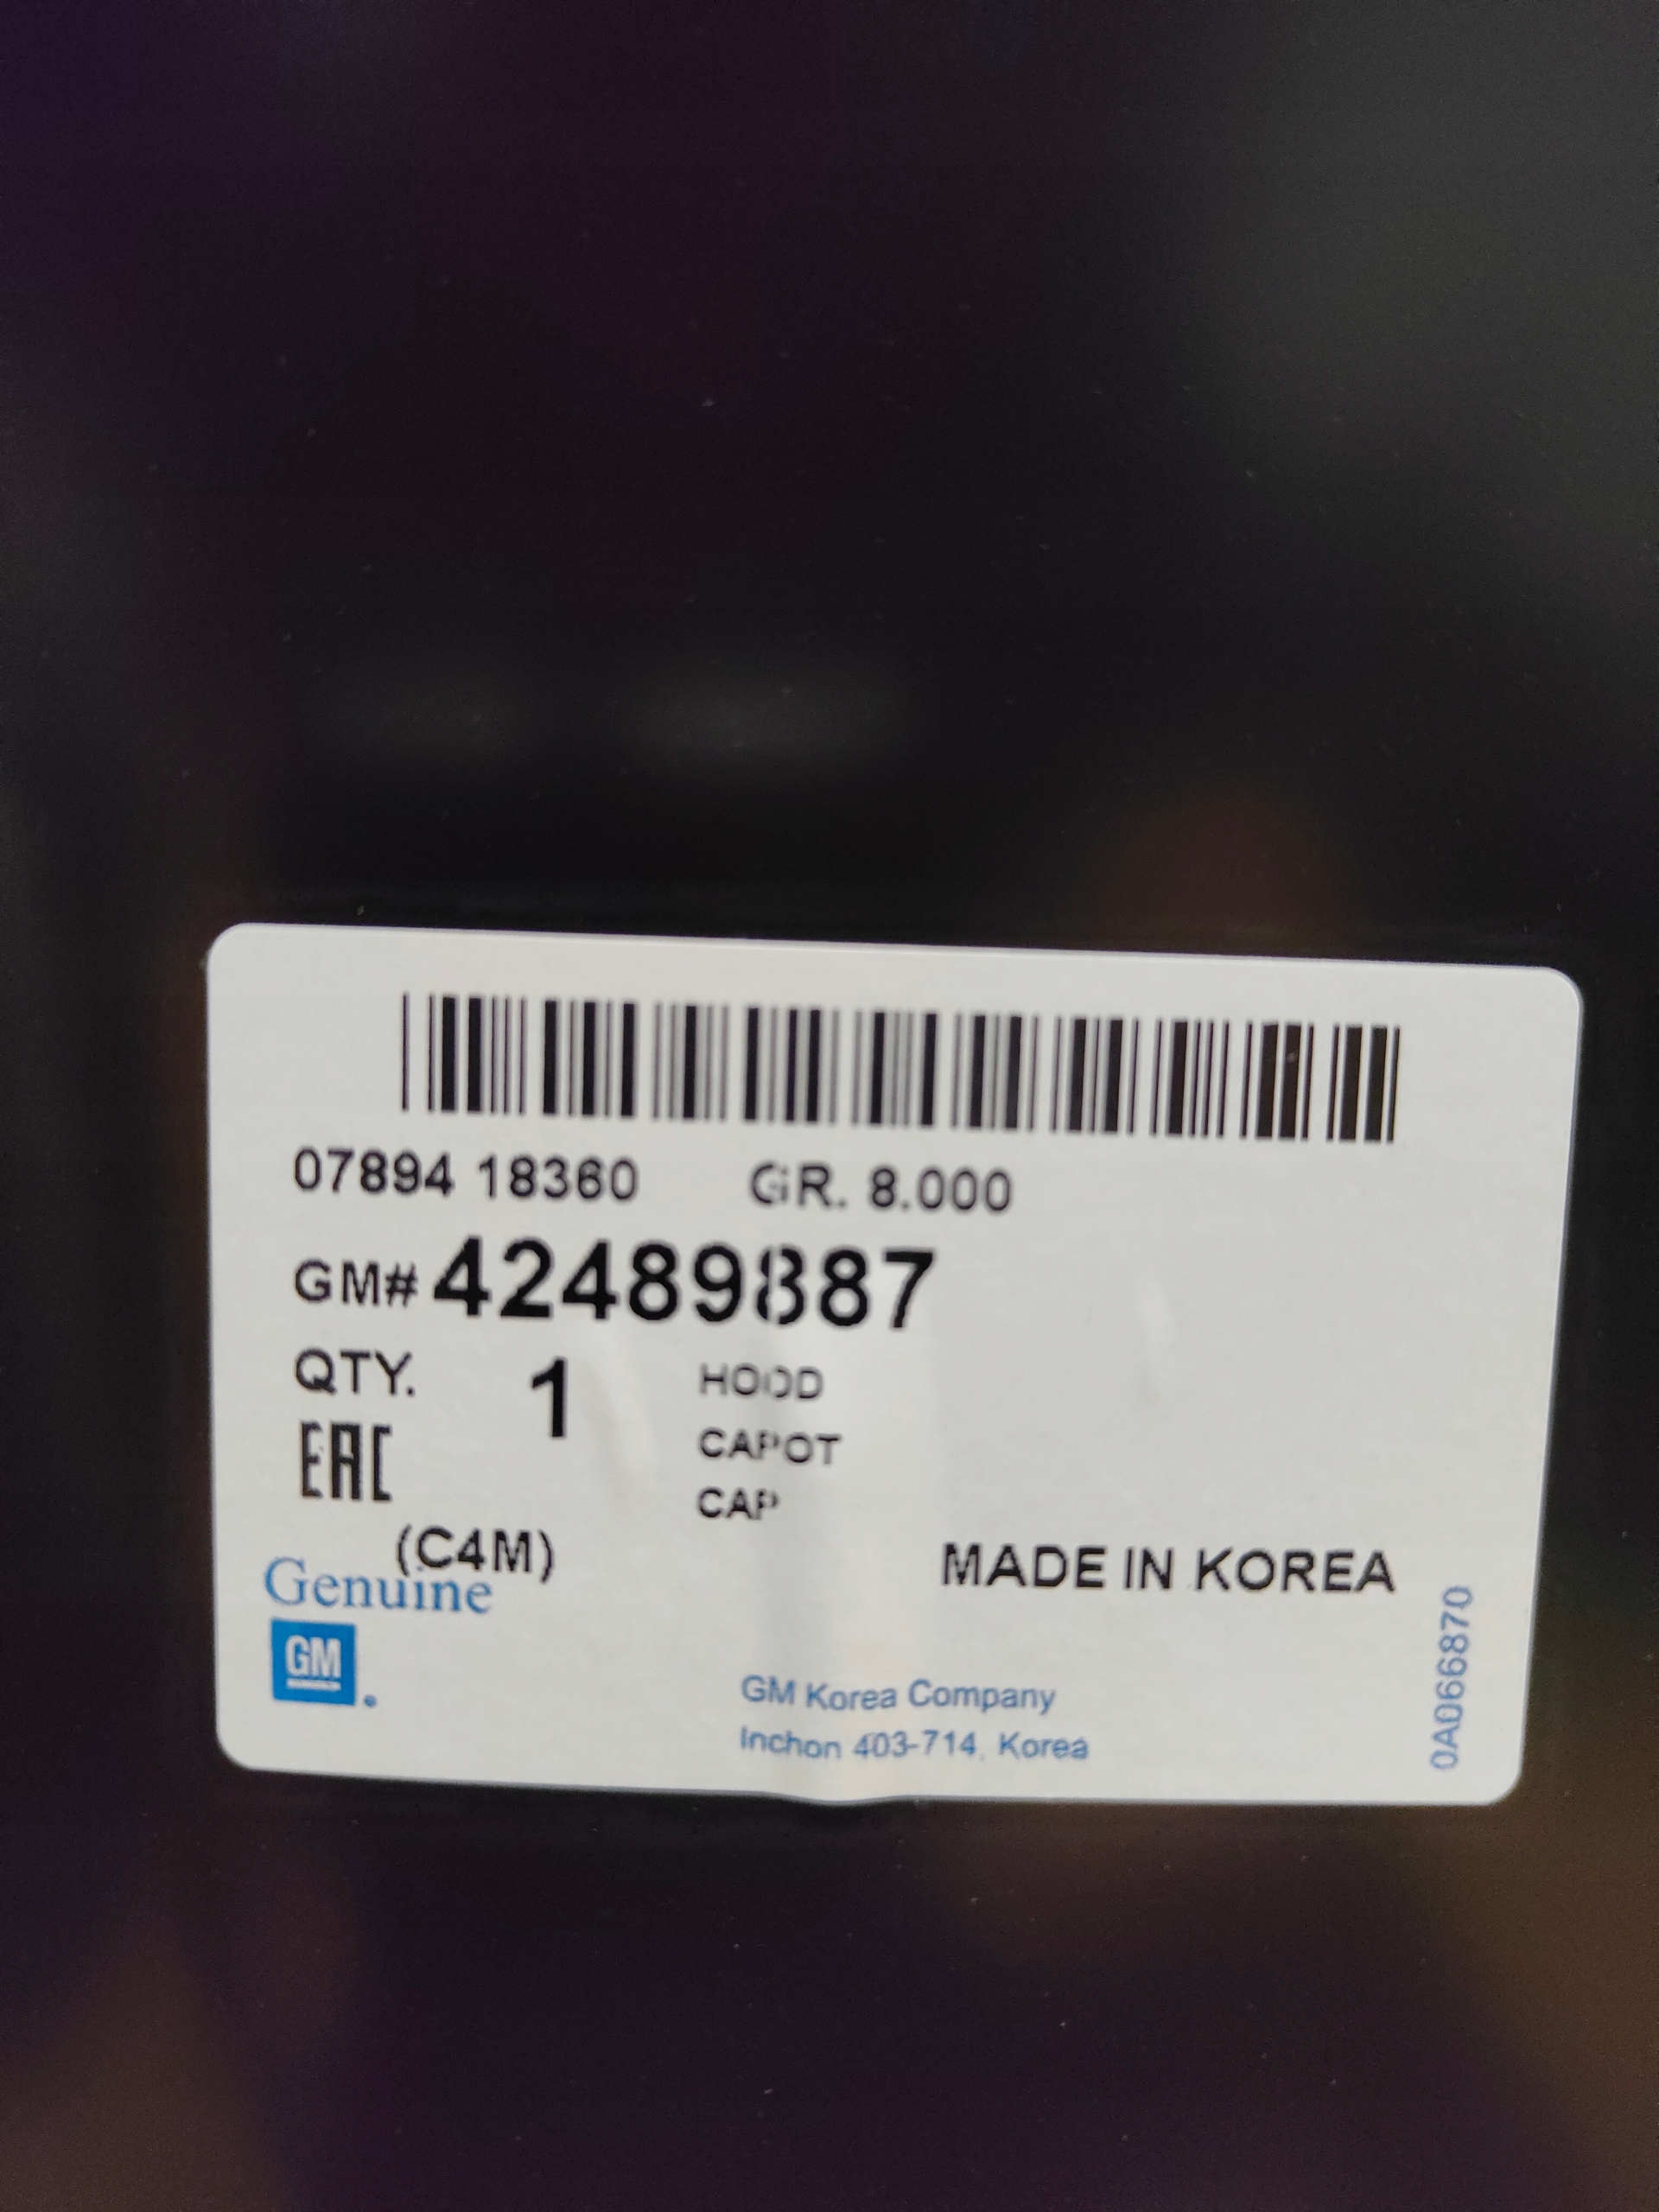 07894 18360 GR. 8.000
GM# 42489887
QTY. 1 HOOD
CAPOT
EAC
CAP
(C4M)
MADE IN KOREA
Genuine
GM
GM Korea Company
Inchon 403-714, Korea
0A066870